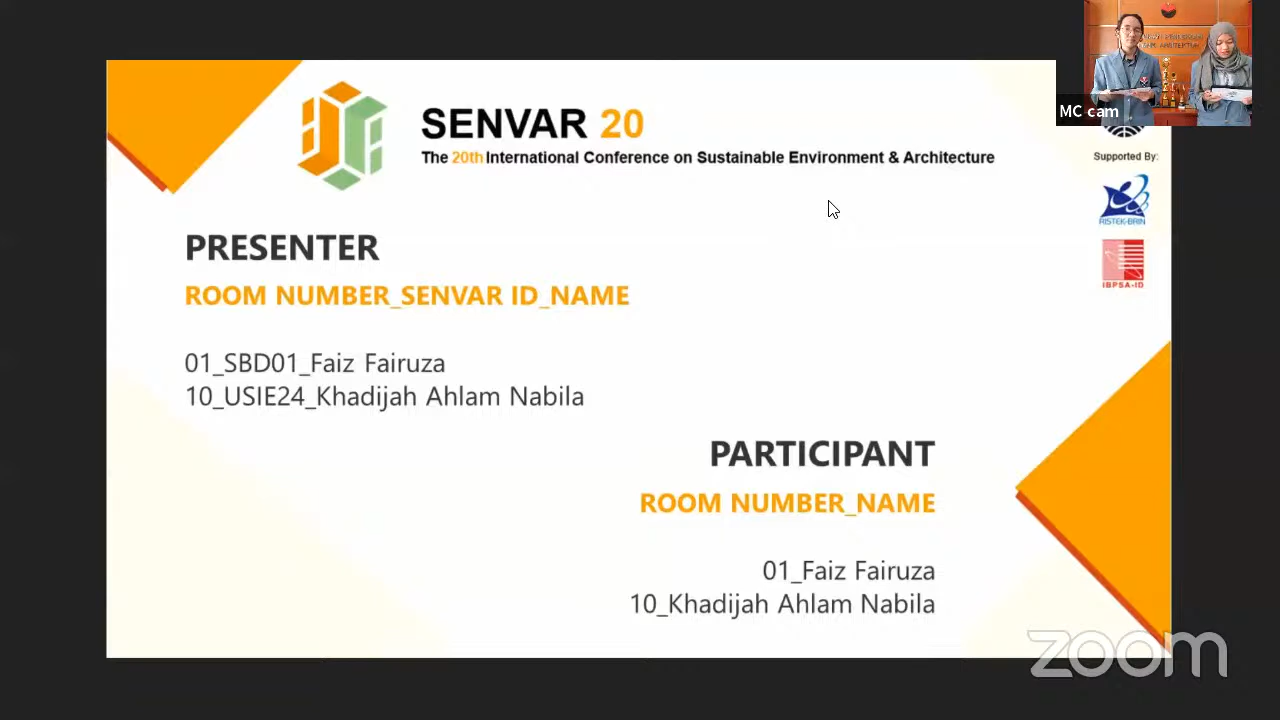 MC cam
SENVAR 20
The 20th International Conference on Sustainable Environment & Architecture
Supported By:
RISTEK-BRIN
IBPSA-ID
PRESENTER
ROOM NUMBER_SENVAR ID_NAME
01_SBD01_Faiz Fairuza
10_USIE24_Khadijah Ahlam Nabila
PARTICIPANT
ROOM NUMBER_NAME
01_Faiz Fairuza
10_Khadijah Ahlam Nabila
zoom